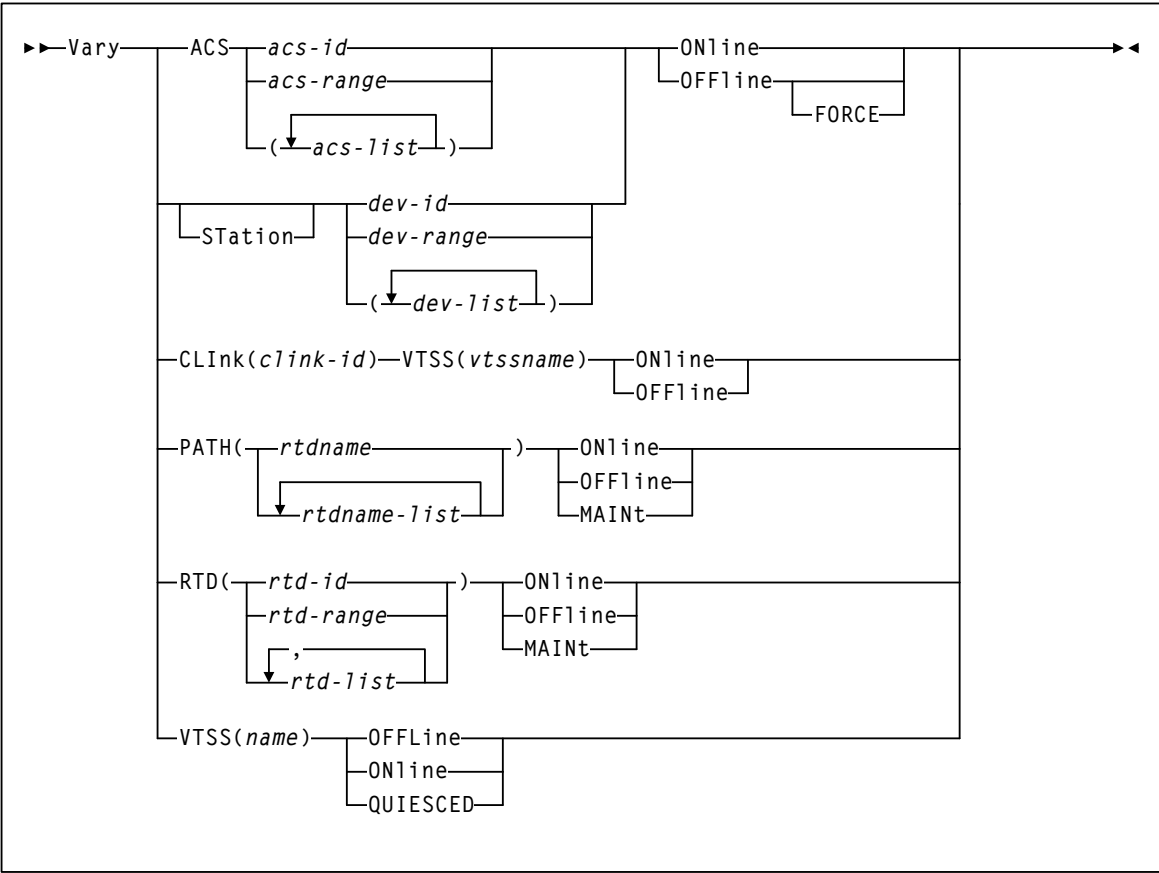 Vary ACS acs-id ONline
acs-range OFFline
FORCE
( acs-list )
dev-id
STation dev-range
( dev-list )
CLInk(clink-id) VTSS(vtssname) ONline
OFFline
PATH( rtdname ) ONline
OFFline
rtdname-list MAINt
RTD( rtd-id ) ONline
rtd-range OFFline
, MAINt
rtd-list
VTSS(name) OFFLine
ONline
QUIESCED